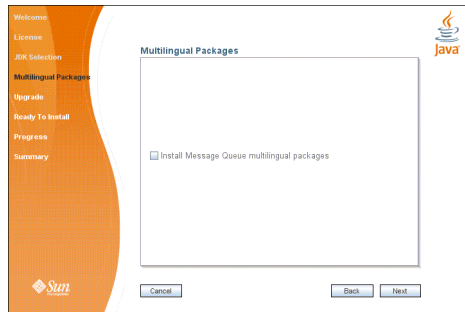 Welcome
License
JDK Selection
Multilingual Packages
Upgrade
Ready To Install
Progress
Summary
Sun
Java
Multilingual Packages
Install Message Queue multilingual packages
Cancel
Back
Next